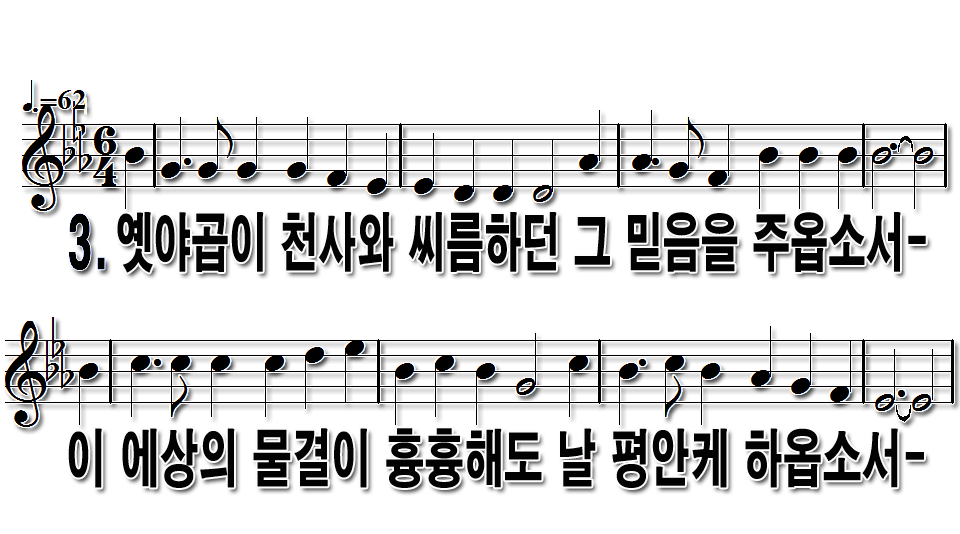 ♩.=62
6
4
3. 옛야곱이 천사와 씨름하던 그 믿음을 주옵소서-
이 에상의 물결이 흉흉해도 날 평안케 하옵소서-